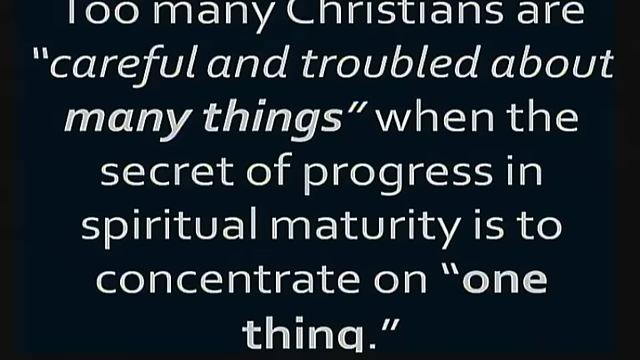 Too many Christians are
“careful and troubled about
many things” when the
secret of progress in
spiritual maturity is to
concentrate on “one
thing.”